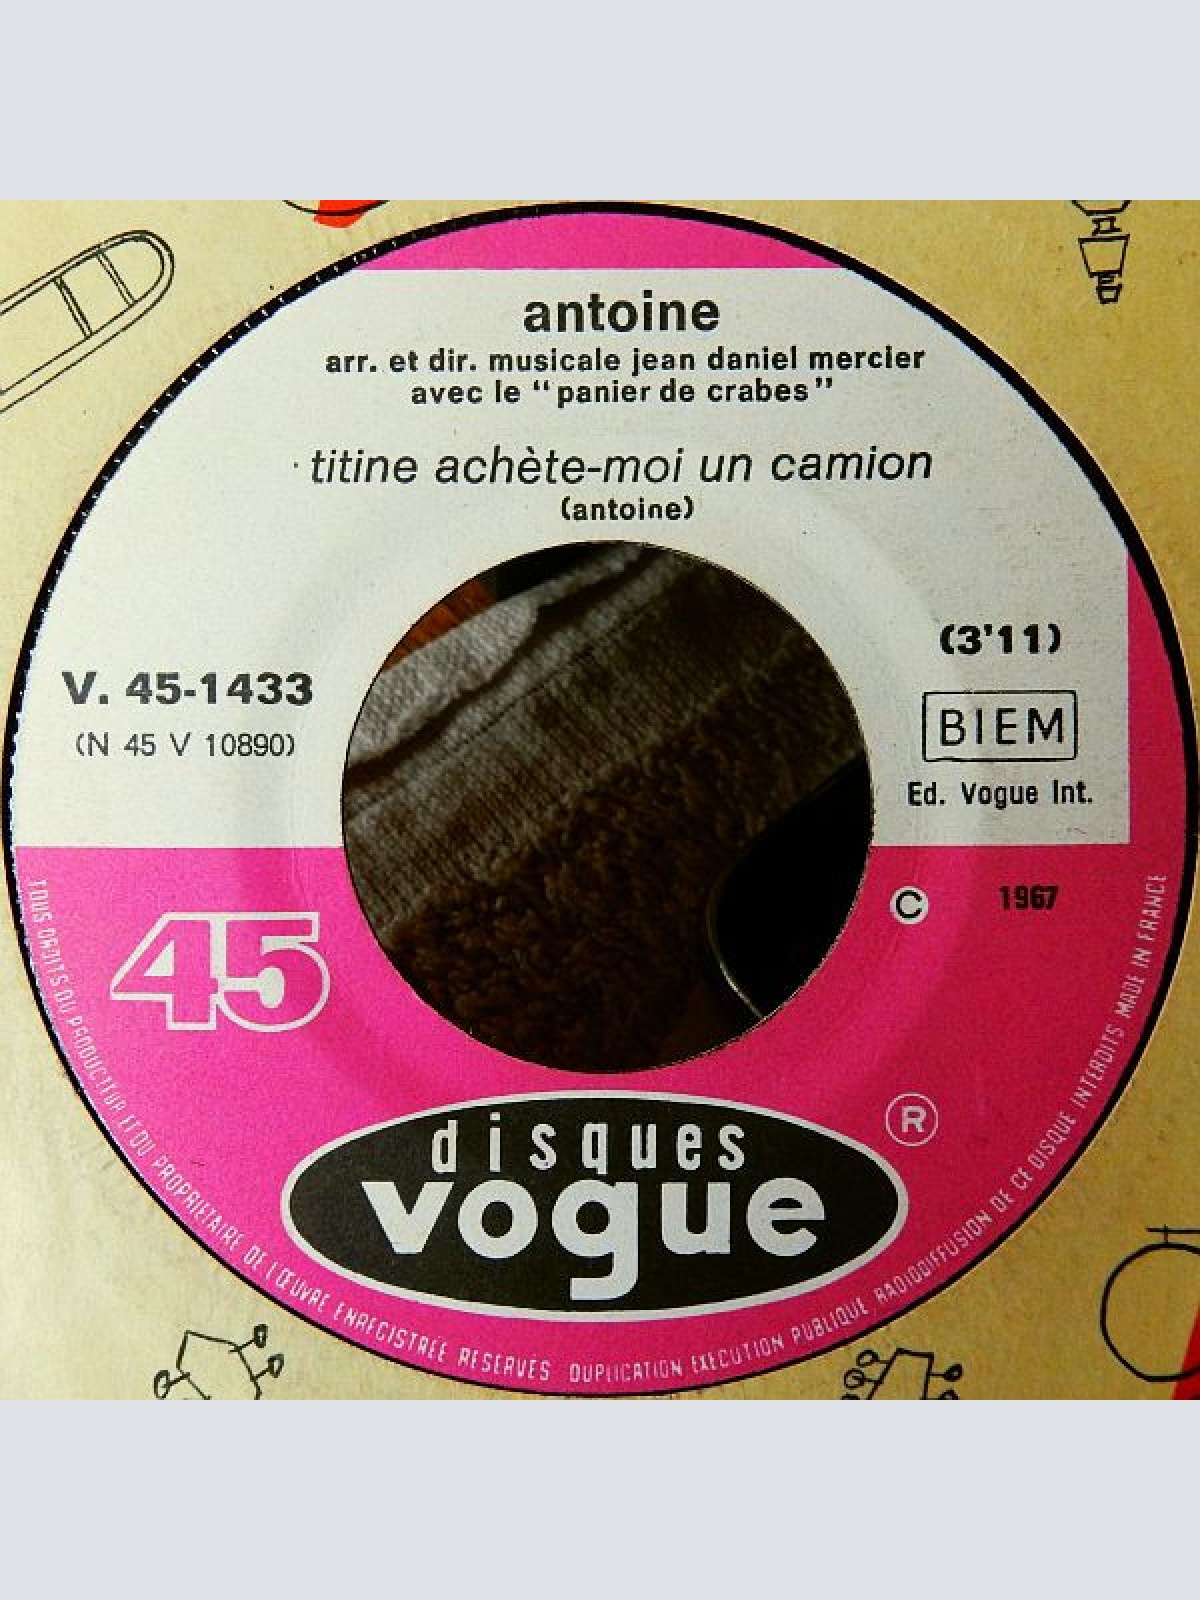 antoine
arr. et dir. musicale jean daniel mercier
avec le “panier de crabes”
titine achète-moi un camion
(antoine)
(3'11)
V. 45-1433
(N 45 V 10890)
BIEM
Ed. Vogue Int.
© 1967
45
disques
vogue
®
TOUS DROITS DU PRODUCTEUR ET DU PROPRIETAIRE DE L'ŒUVRE ENREGISTREE RESERVES DUPLICATION EXECUTION PUBLIQUE, RADIODIFFUSION DE CE DISQUE INTERDITS MADE IN FRANCE